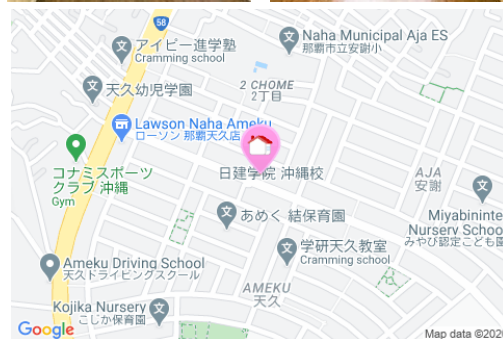 58
アイビー進学塾
Cramming school
Naha Municipal Aja ES
那覇市立安謝小
天久幼児学園
2 CHOME
2丁目
Lawson Naha Ameku
ローソン 那覇天久店
コナミスポーツ
クラブ 沖縄
Gym
日建学院 沖縄校
AJA
安謝
あめく 結保育園
Miyabininte
Nursery School
みやび認定こども園
学研天久教室
Cramming school
Ameku Driving School
天久ドライビングスクール
AMEKU
天久
Kojika Nursery
こじか保育園
Google
Map data ©2020